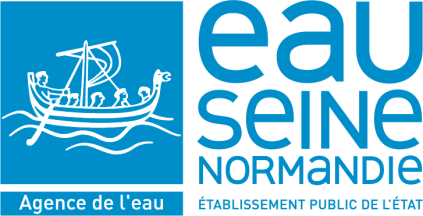 eau
seine
normandie
Agence de l'eau
ÉTABLISSEMENT PUBLIC DE L'ÉTAT